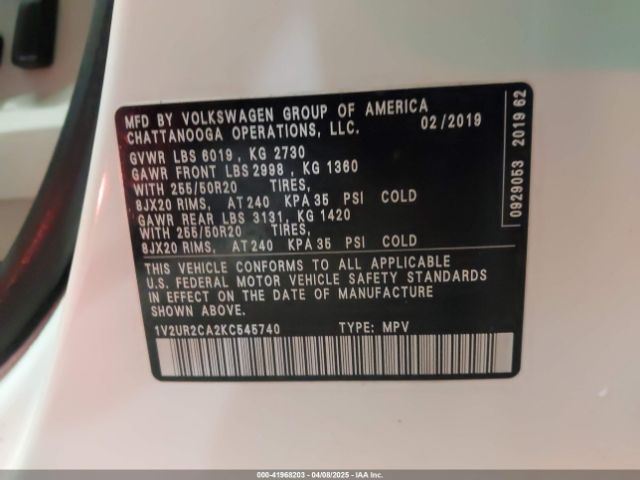 MFD BY VOLKSWAGEN GROUP OF AMERICA
CHATTANOOGA OPERATIONS, LLC. 02/2019
GVWR LBS 6019 , KG 2730
GAWR FRONT LBS 2998 , KG 1360
WITH 255/50R20 TIRES,
8JX20 RIMS, AT 240 KPA 35 PSI COLD
GAWR REAR LBS 3131, KG 1420
WITH 255/50R20 TIRES,
8JX20 RIMS, AT 240 KPA 35 PSI COLD
THIS VEHICLE CONFORMS TO ALL APPLICABLE
U.S. FEDERAL MOTOR VEHICLE SAFETY STANDARDS
IN EFFECT ON THE DATE OF MANUFACTURE
SHOWN ABOVE.
1V2UR2CA2KC545740 TYPE: MPV
0929053 2019 62
000-41968203 - 04/08/2025 - IAA Inc.